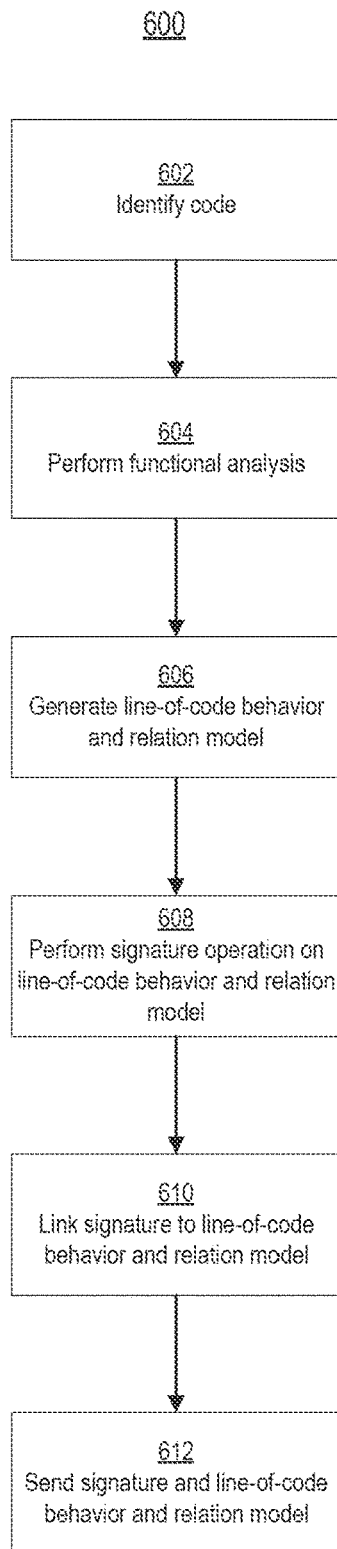 600
602
Identify code
604
Perform functional analysis
606
Generate line-of-code behavior
and relation model
608
Perform signature operation on
line-of-code behavior and relation
model
610
Link signature to line-of-code
behavior and relation model
612
Send signature and line-of-code
behavior and relation model